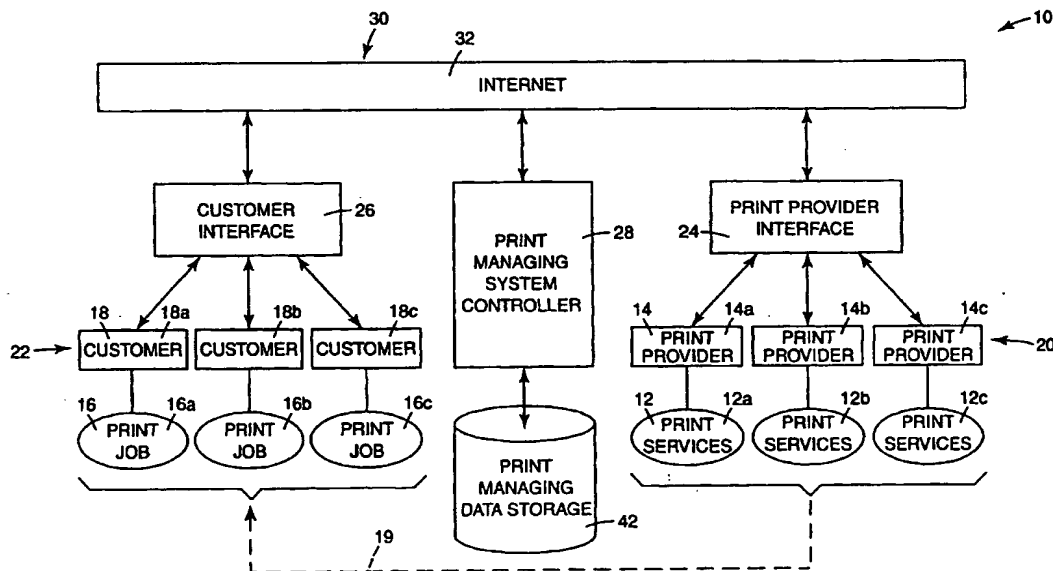 10
30
32
INTERNET
CUSTOMER
INTERFACE
26
PRINT
MANAGING
SYSTEM
CONTROLLER
28
PRINT PROVIDER
INTERFACE
24
22
18 18a
CUSTOMER
18b
CUSTOMER
18c
CUSTOMER
14 14a
PRINT
PROVIDER
14b
PRINT
PROVIDER
14c
PRINT
PROVIDER
20
16 16a
PRINT
JOB
16b
PRINT
JOB
16c
PRINT
JOB
PRINT
MANAGING
DATA STORAGE
42
12 12a
PRINT
SERVICES
12b
PRINT
SERVICES
12c
PRINT
SERVICES
19